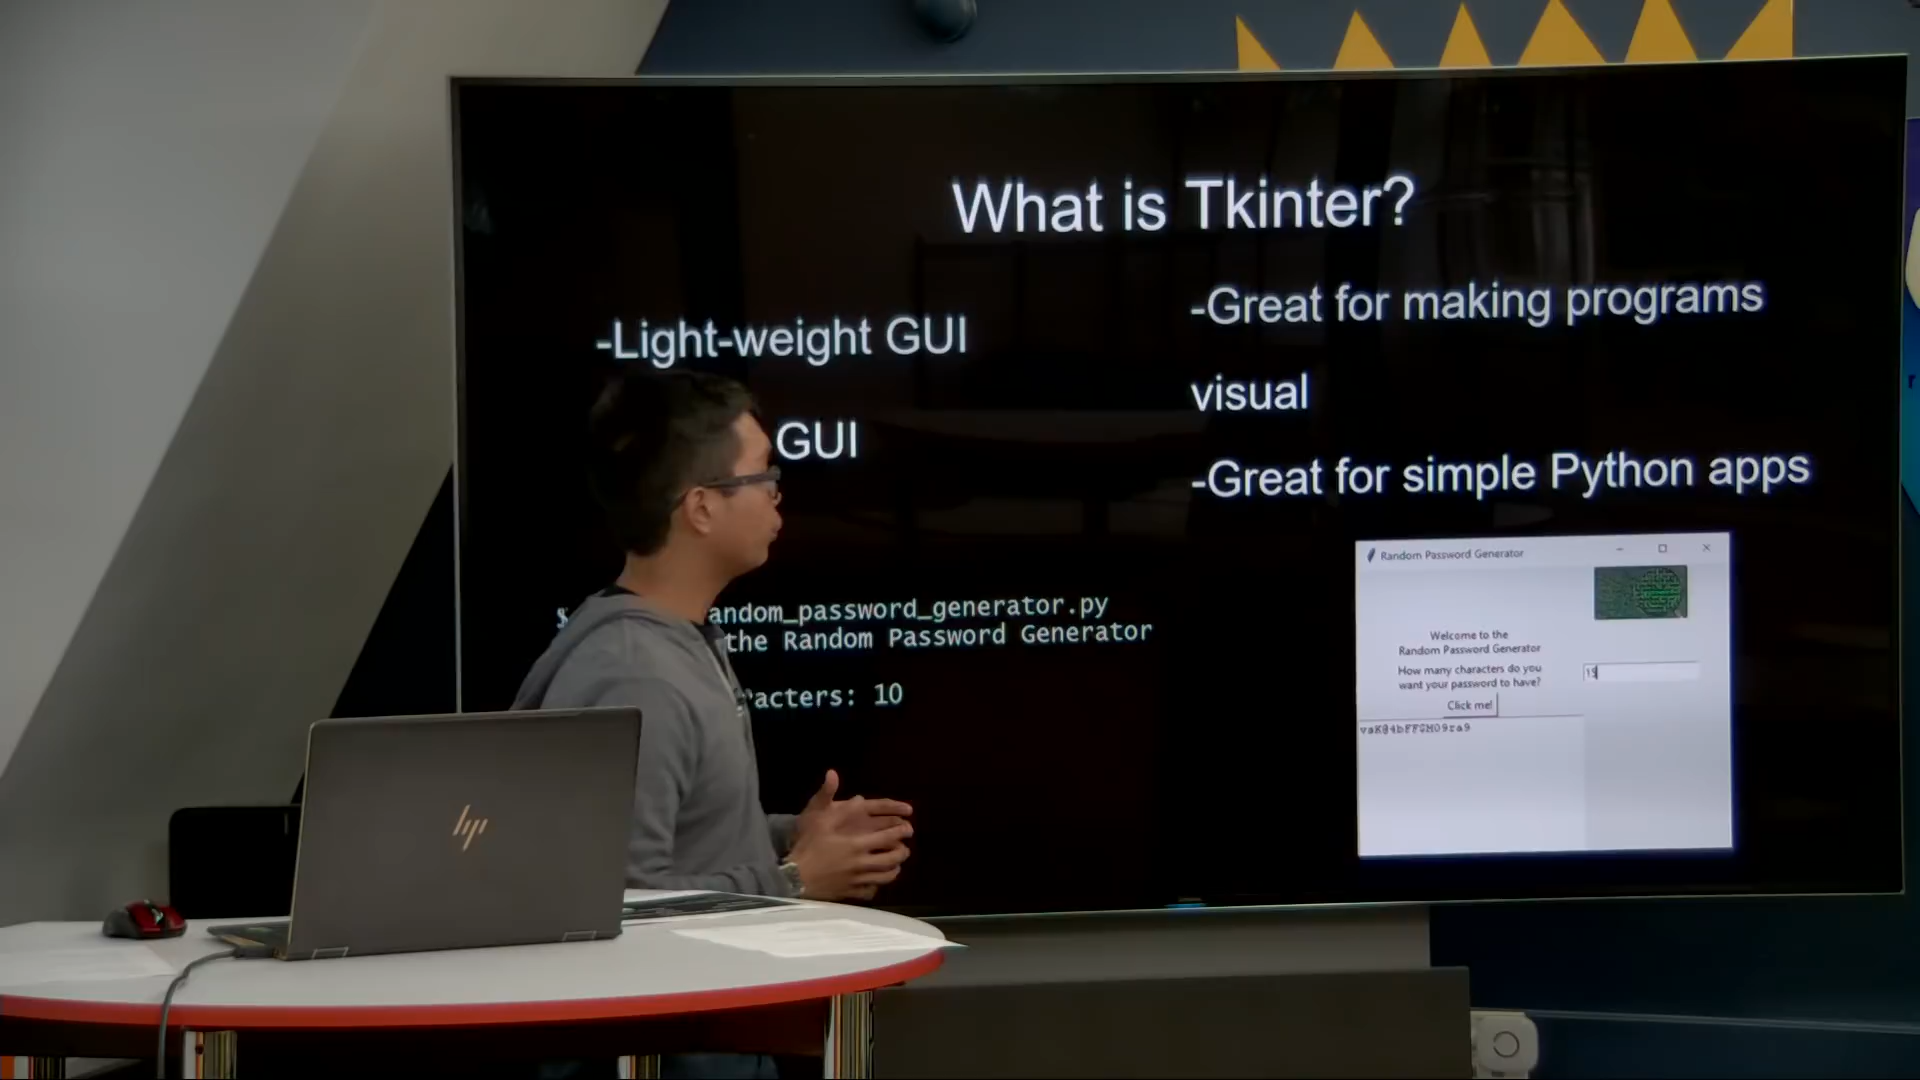 What is Tkinter?
-Light-weight GUI
GUI
-Great for making programs
visual
-Great for simple Python apps
andom_password_generator.py
the Random Password Generator
acters: 10
Random Password Generator
Welcome to the
Random Password Generator
How many characters do you
want your password to have?
15
Click me!
hp